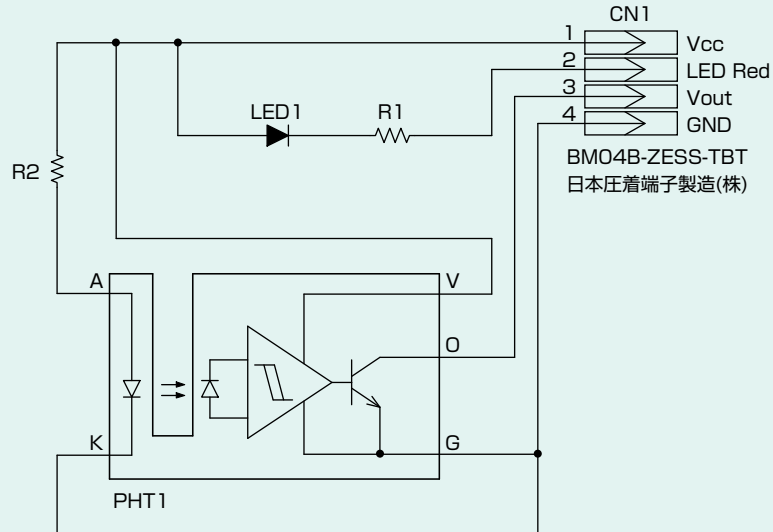 CN1
1 Vcc
2 LED Red
3 Vout
4 GND
LED1 R1
BM04B-ZESS-TBT
日本圧着端子製造(株)
R2
A V
O
K G
PHT1